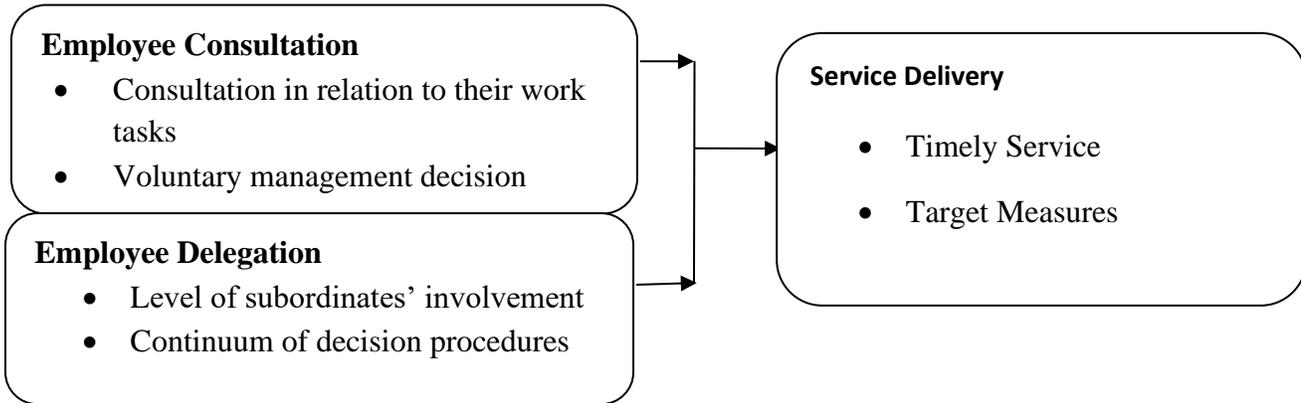 Employee Consultation
• Consultation in relation to their work
tasks
• Voluntary management decision
Employee Delegation
• Level of subordinates’ involvement
• Continuum of decision procedures
Service Delivery
• Timely Service
• Target Measures